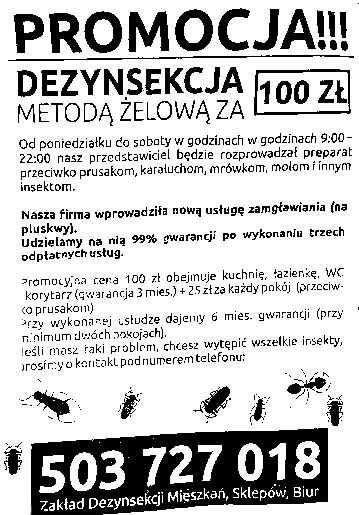 PROMOCJA!!!
DEZYNSEKCJA
METODĄ ŻELOWĄ ZA
100 ZŁ
Od poniedziałku do soboty w godzinach w godzinach 9:00-
22:00 nasz przedstawiciel będzie rozprowadzał preparat
przeciwko prusakom, karaluchom, mrówkom, molom i innym
insektom.
Nasza firma wprowadziła nową usługę zamgławiania (na
pluskwy).
Udzielamy na nią 99% gwarancji po wykonaniu trzech
odpłatnych usług.
Promocyjna cena 100 zł obejmuje kuchnię, łazienkę, WC
korytarz (gwarancja 3 mies.) + 25 zł za każdy pokój (przeciw-
ko prusakom)
Przy wykonanej usłudze dajemy 6 mies. gwarancji (przy
minimum dwóch pokojach).
Jeśli masz taki problem, chcesz wytępić wszelkie insekty,
prosimy o kontakt pod numerem telefonu:
503 727 018
Zakład Dezynsekcji Mieszkań, Sklepów, Biur